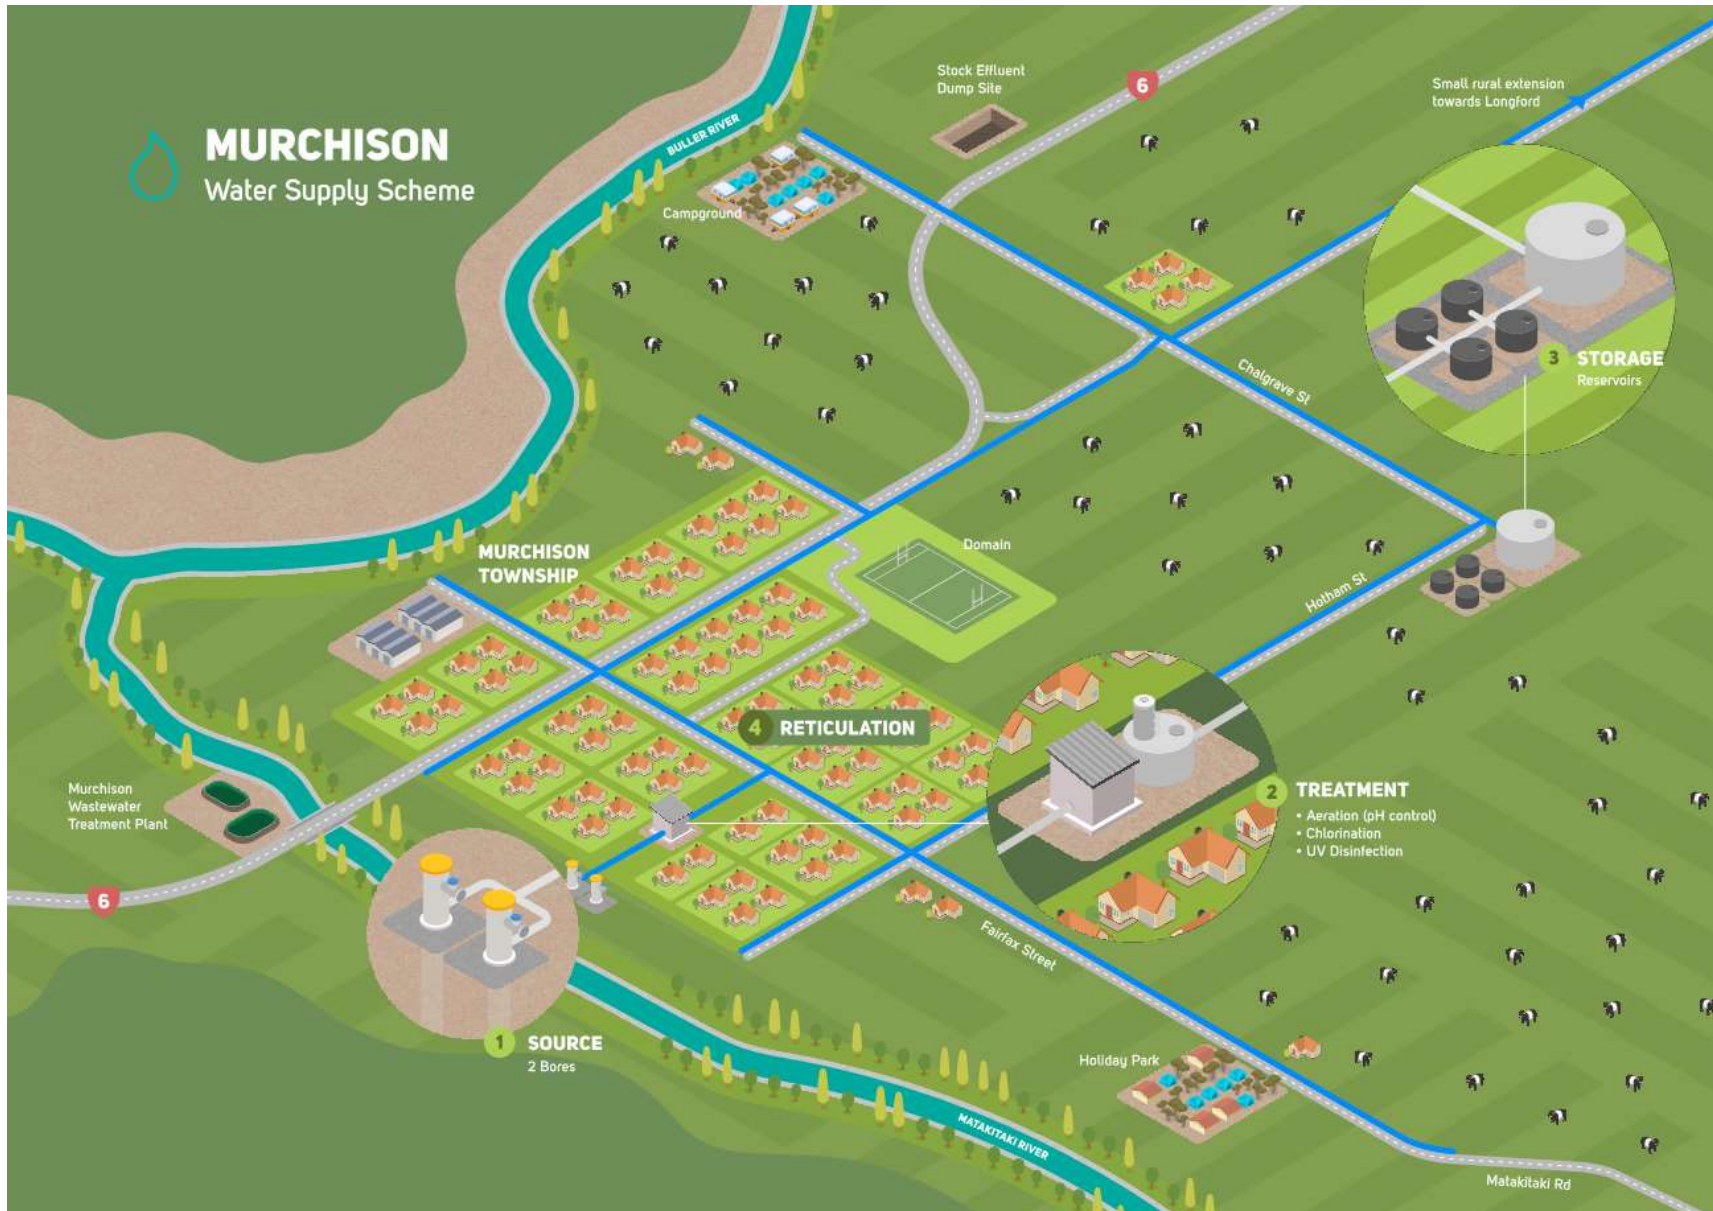 MURCHISON
Water Supply Scheme
BULLER RIVER
Stock Effluent
Dump Site
6
Small rural extension
towards Longford
Campground
3 STORAGE
Reservoirs
Chalgrave St
Domain
MURCHISON
TOWNSHIP
Hotham St
4 RETICULATION
Murchison
Wastewater
Treatment Plant
2 TREATMENT
• Aeration (pH control)
• Chlorination
• UV Disinfection
6
Fairfax Street
1 SOURCE
2 Bores
Holiday Park
MATAKITAKI RIVER
Matakitaki Rd